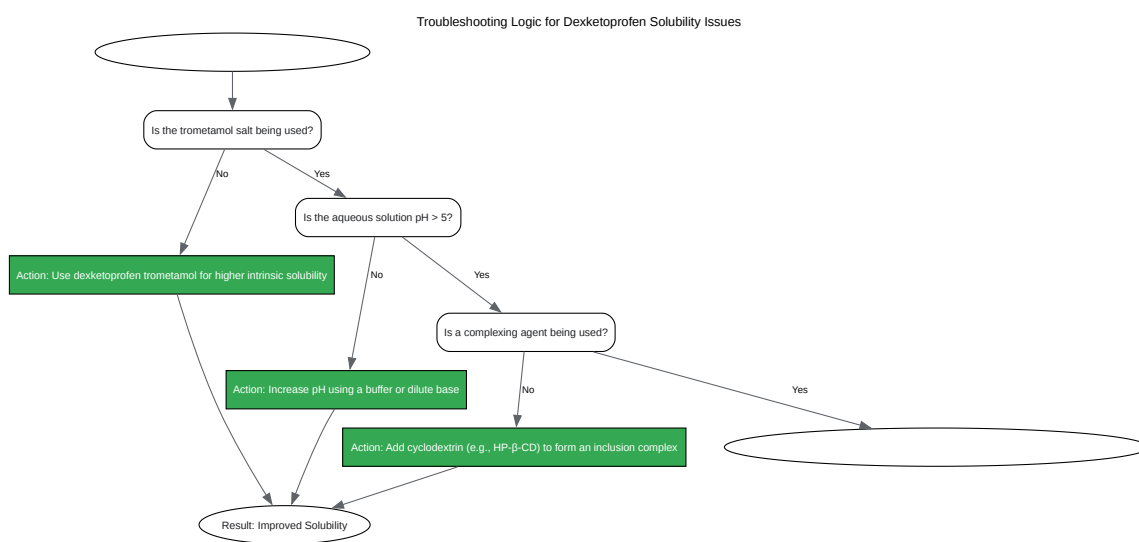 Troubleshooting Logic for Dexketoprofen Solubility Issues
Is the trometamol salt being used?
No
Yes
Is the aqueous solution pH > 5?
Action: Use dexketoprofen trometamol for higher intrinsic solubility
No
Yes
Is a complexing agent being used?
Action: Increase pH using a buffer or dilute base
No
Yes
Action: Add cyclodextrin (e.g., HP-β-CD) to form an inclusion complex
Result: Improved Solubility